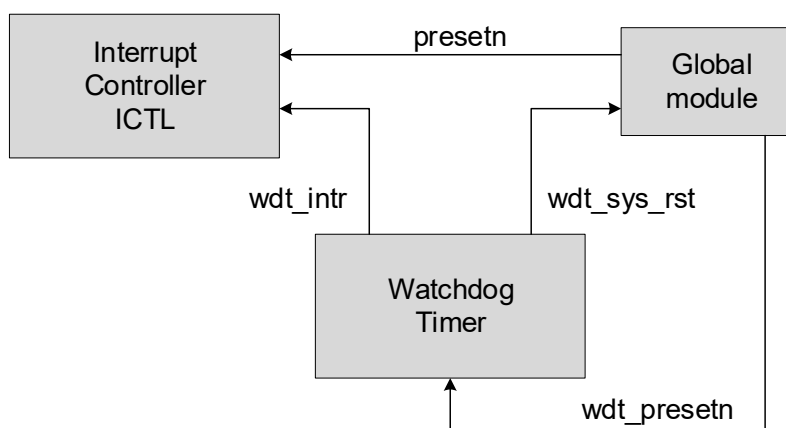 presetn
Interrupt
Controller
ICTL
Global
module
wdt_intr
wdt_sys_rst
Watchdog
Timer
wdt_presetn